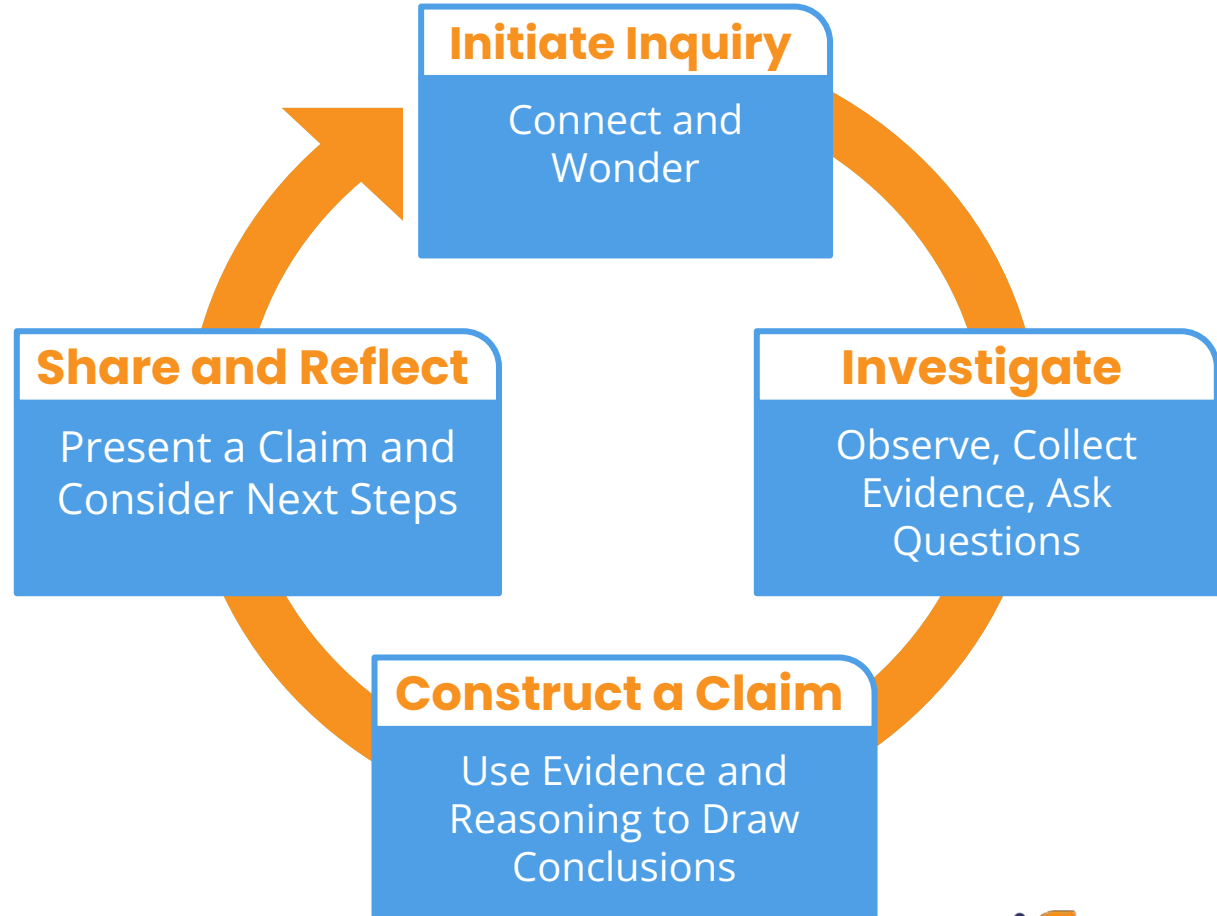 Initiate Inquiry
Connect and
Wonder
Investigate
Observe, Collect
Evidence, Ask
Questions
Construct a Claim
Use Evidence and
Reasoning to Draw
Conclusions
Share and Reflect
Present a Claim and
Consider Next Steps